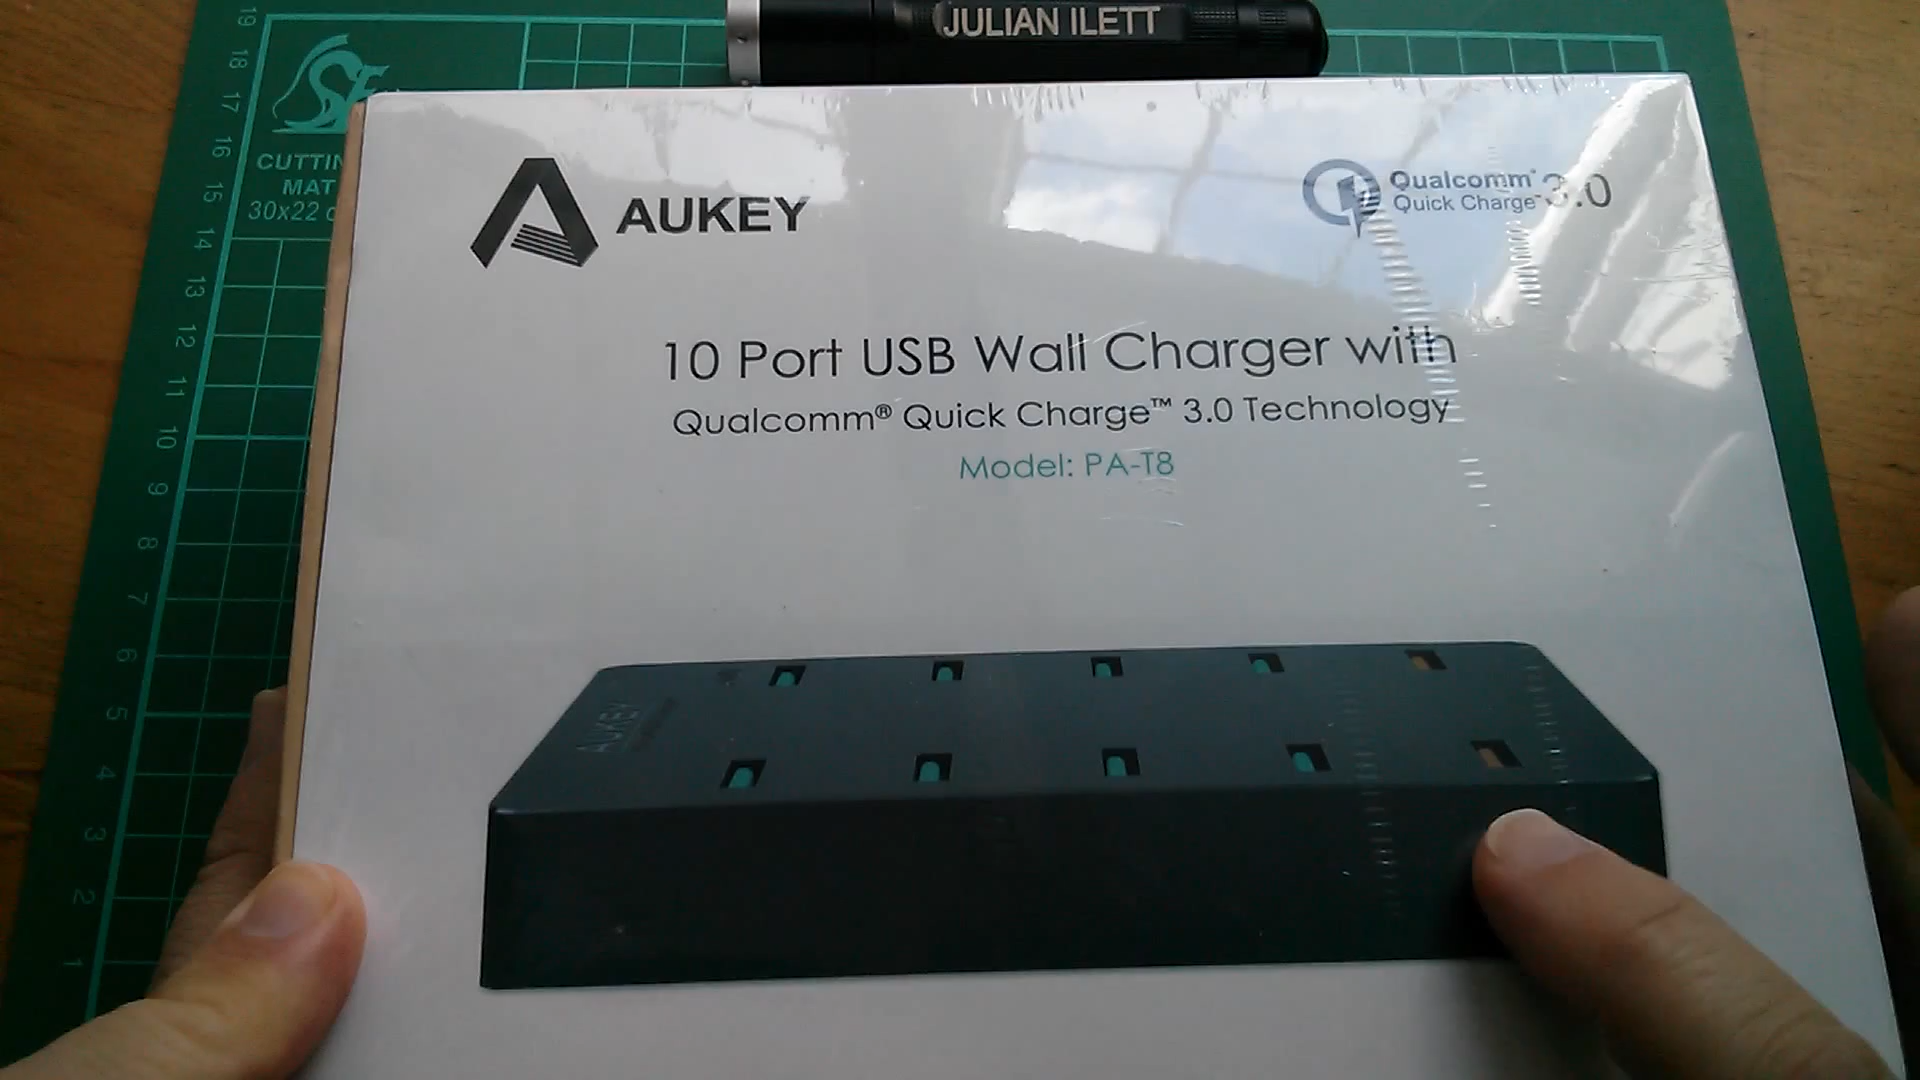 JULIAN ILETT
19
18
17
16
15
14
13
12
11
10
9
8
7
6
5
4
3
2
1
CUTTIN
MAT
30x22 c
AUKEY
Qualcomm®
Quick Charge™ 3.0
10 Port USB Wall Charger with
Qualcomm® Quick Charge™ 3.0 Technology
Model: PA-T8
AUKEY